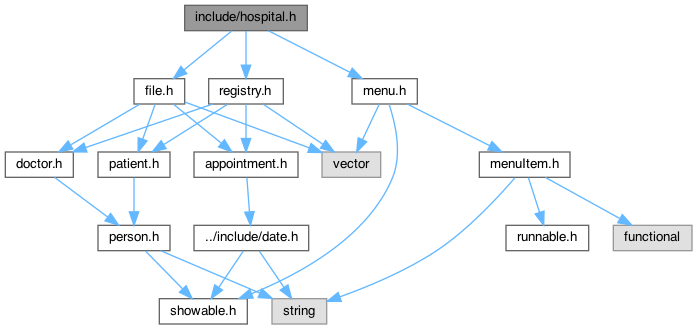 include/hospital.h
file.h
registry.h
menu.h
doctor.h
patient.h
appointment.h
vector
menuItem.h
person.h
../include/date.h
runnable.h
functional
showable.h
string